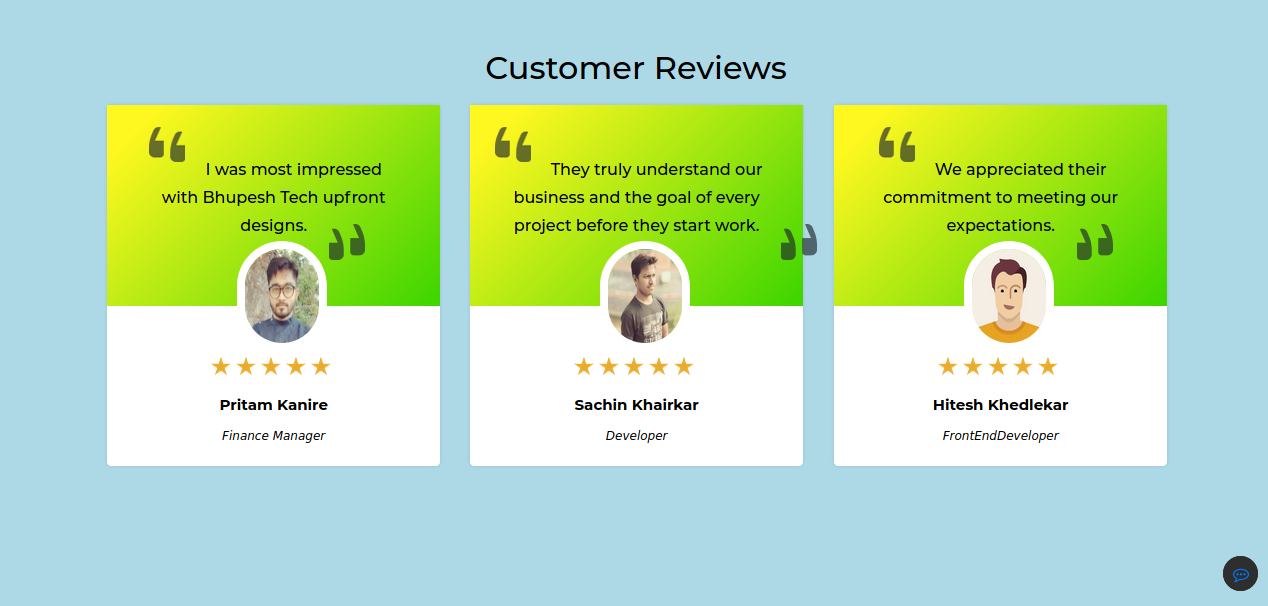 Customer Reviews
“ I was most impressed
with Bhupesh Tech upfront
designs. ”
★★★★★
Pritam Kanire
Finance Manager
“ They truly understand our
business and the goal of every
project before they start work. ”
★★★★★
Sachin Khairkar
Developer
“ We appreciated their
commitment to meeting our
expectations. ”
★★★★★
Hitesh Khedlekar
FrontEndDeveloper